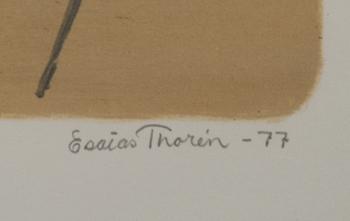 Esaias Thorén - 77